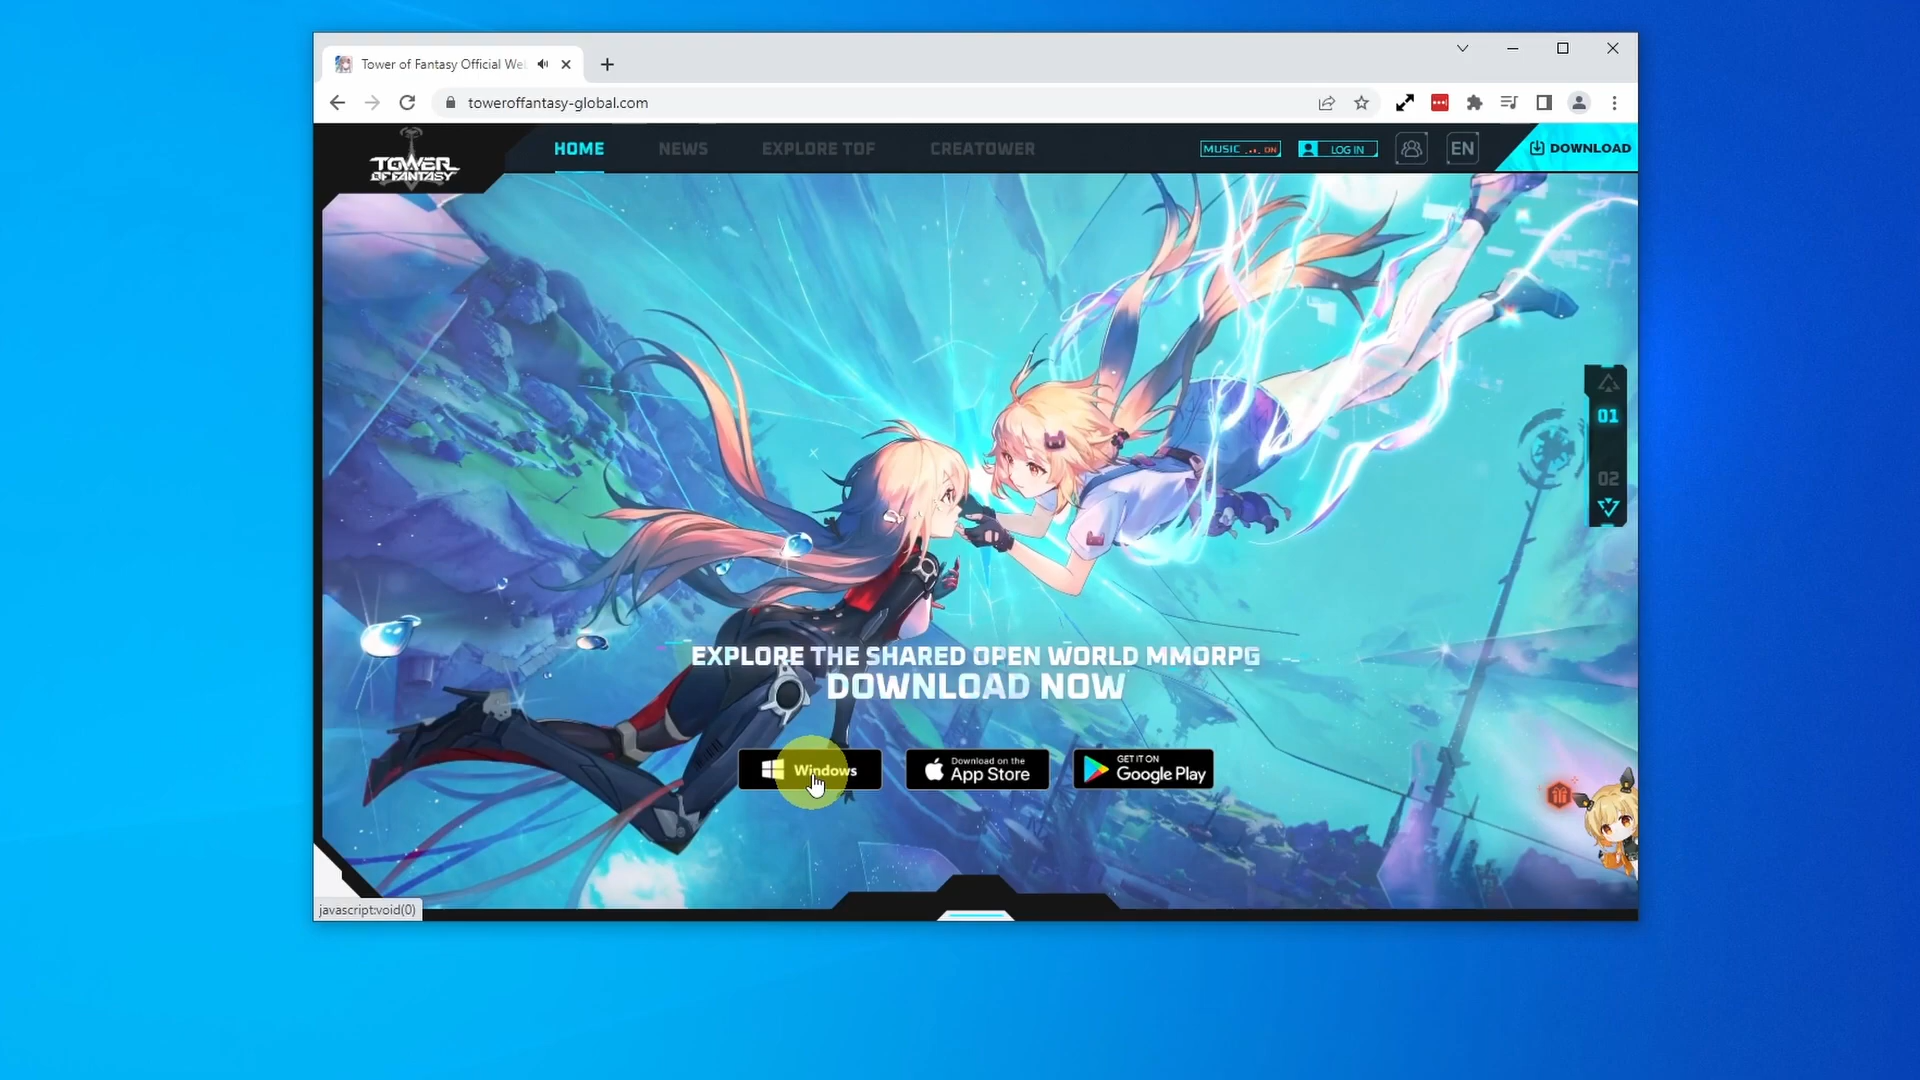 Tower of Fantasy Official We
toweroffantasy-global.com
TOWER
OF FANTASY
HOME
NEWS
EXPLORE TOF
CREATOWER
MUSIC ... ON
LOG IN
EN
DOWNLOAD
01
02
EXPLORE THE SHARED OPEN WORLD MMORPG
DOWNLOAD NOW
Windows
Download on the
App Store
GET IT ON
Google Play
javascript:void(0)